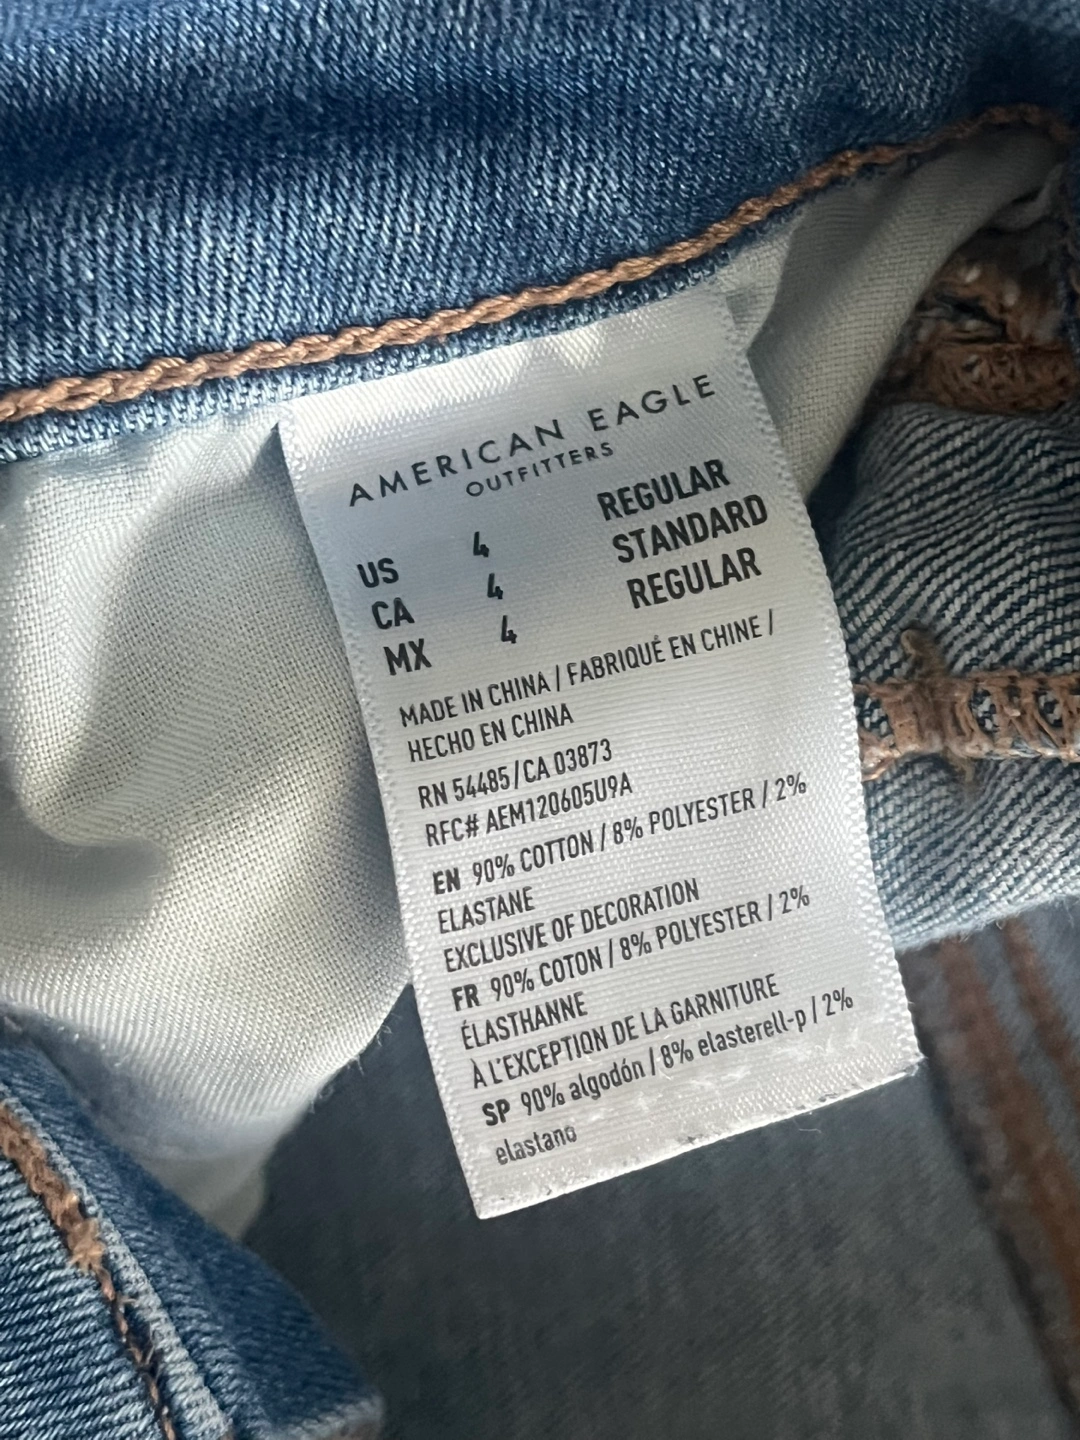 AMERICAN EAGLE
OUTFITTERS
US 4 REGULAR
CA 4 STANDARD
MX 4 REGULAR
MADE IN CHINA / FABRIQUÉ EN CHINE /
HECHO EN CHINA
RN 54485/CA 03873
RFC# AEM120605U9A
EN 90% COTTON / 8% POLYESTER / 2%
ELASTANE
EXCLUSIVE OF DECORATION
FR 90% COTON / 8% POLYESTER / 2%
ÉLASTHANNE
À L'EXCEPTION DE LA GARNITURE
SP 90% algodón / 8% elasterell-p / 2%
elastano